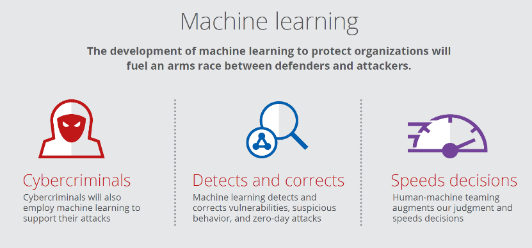 Machine learning
The development of machine learning to protect organizations will
fuel an arms race between defenders and attackers.
Cybercriminals
Cybercriminals will also
employ machine learning to
support their attacks
Detects and corrects
Machine learning detects and
corrects vulnerabilities, suspicious
behavior, and zero-day attacks
Speeds decisions
Human-machine teaming
augments our judgment and
speeds decisions